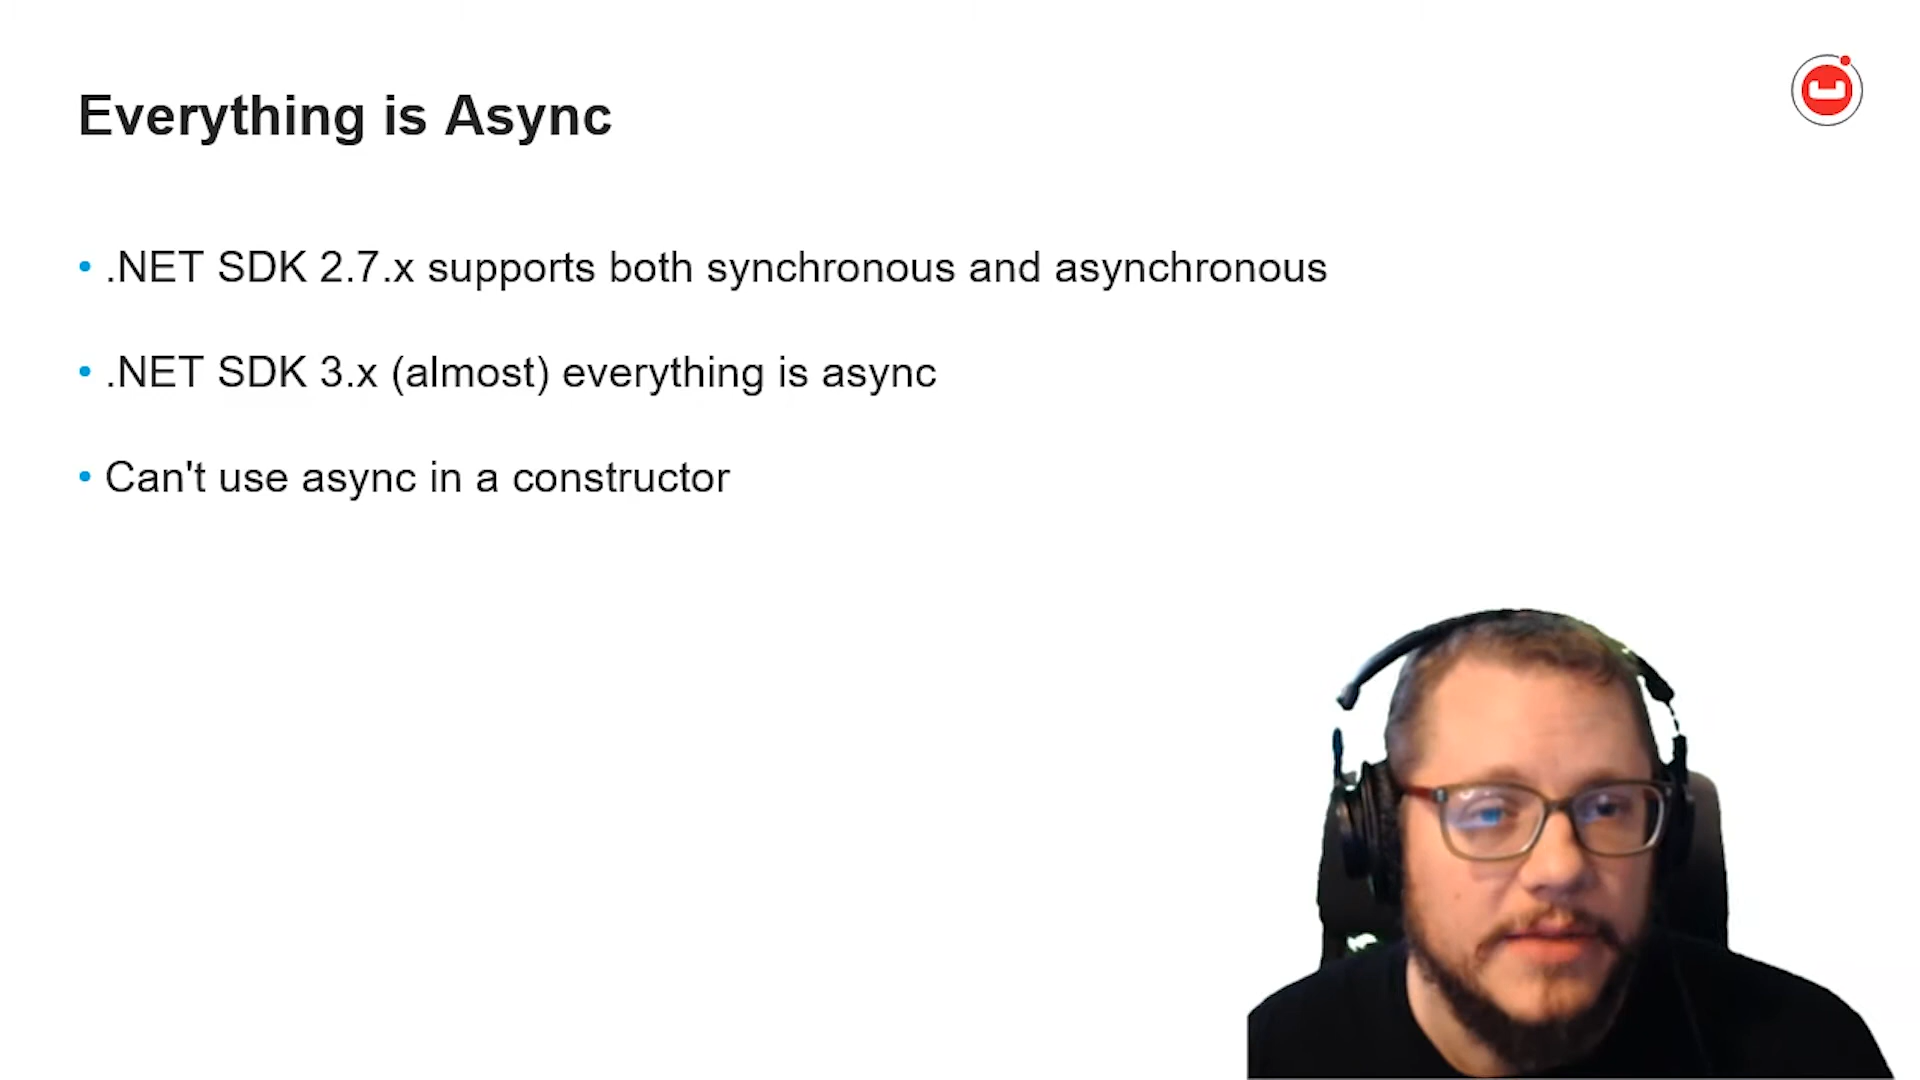 Everything is Async
• .NET SDK 2.7.x supports both synchronous and asynchronous
• .NET SDK 3.x (almost) everything is async
• Can't use async in a constructor